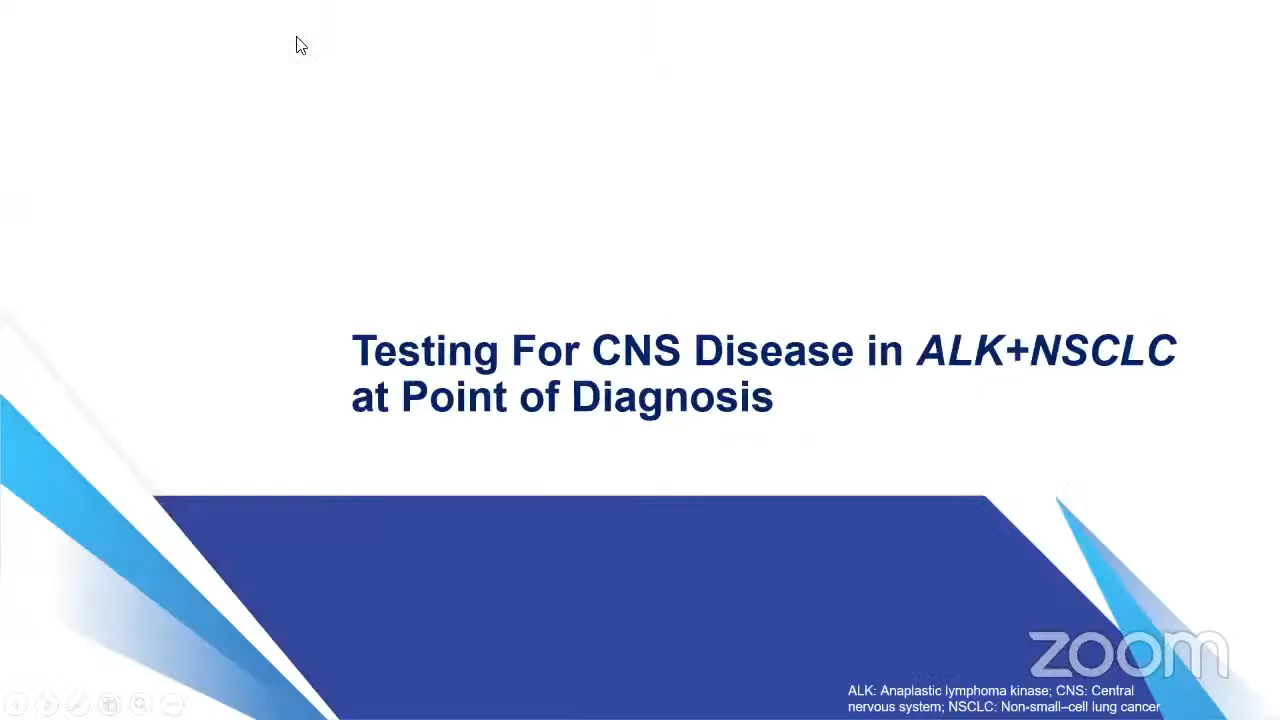 Testing For CNS Disease in ALK+NSCLC
at Point of Diagnosis
zoom
ALK: Anaplastic lymphoma kinase; CNS: Central
nervous system; NSCLC: Non-small–cell lung cancer